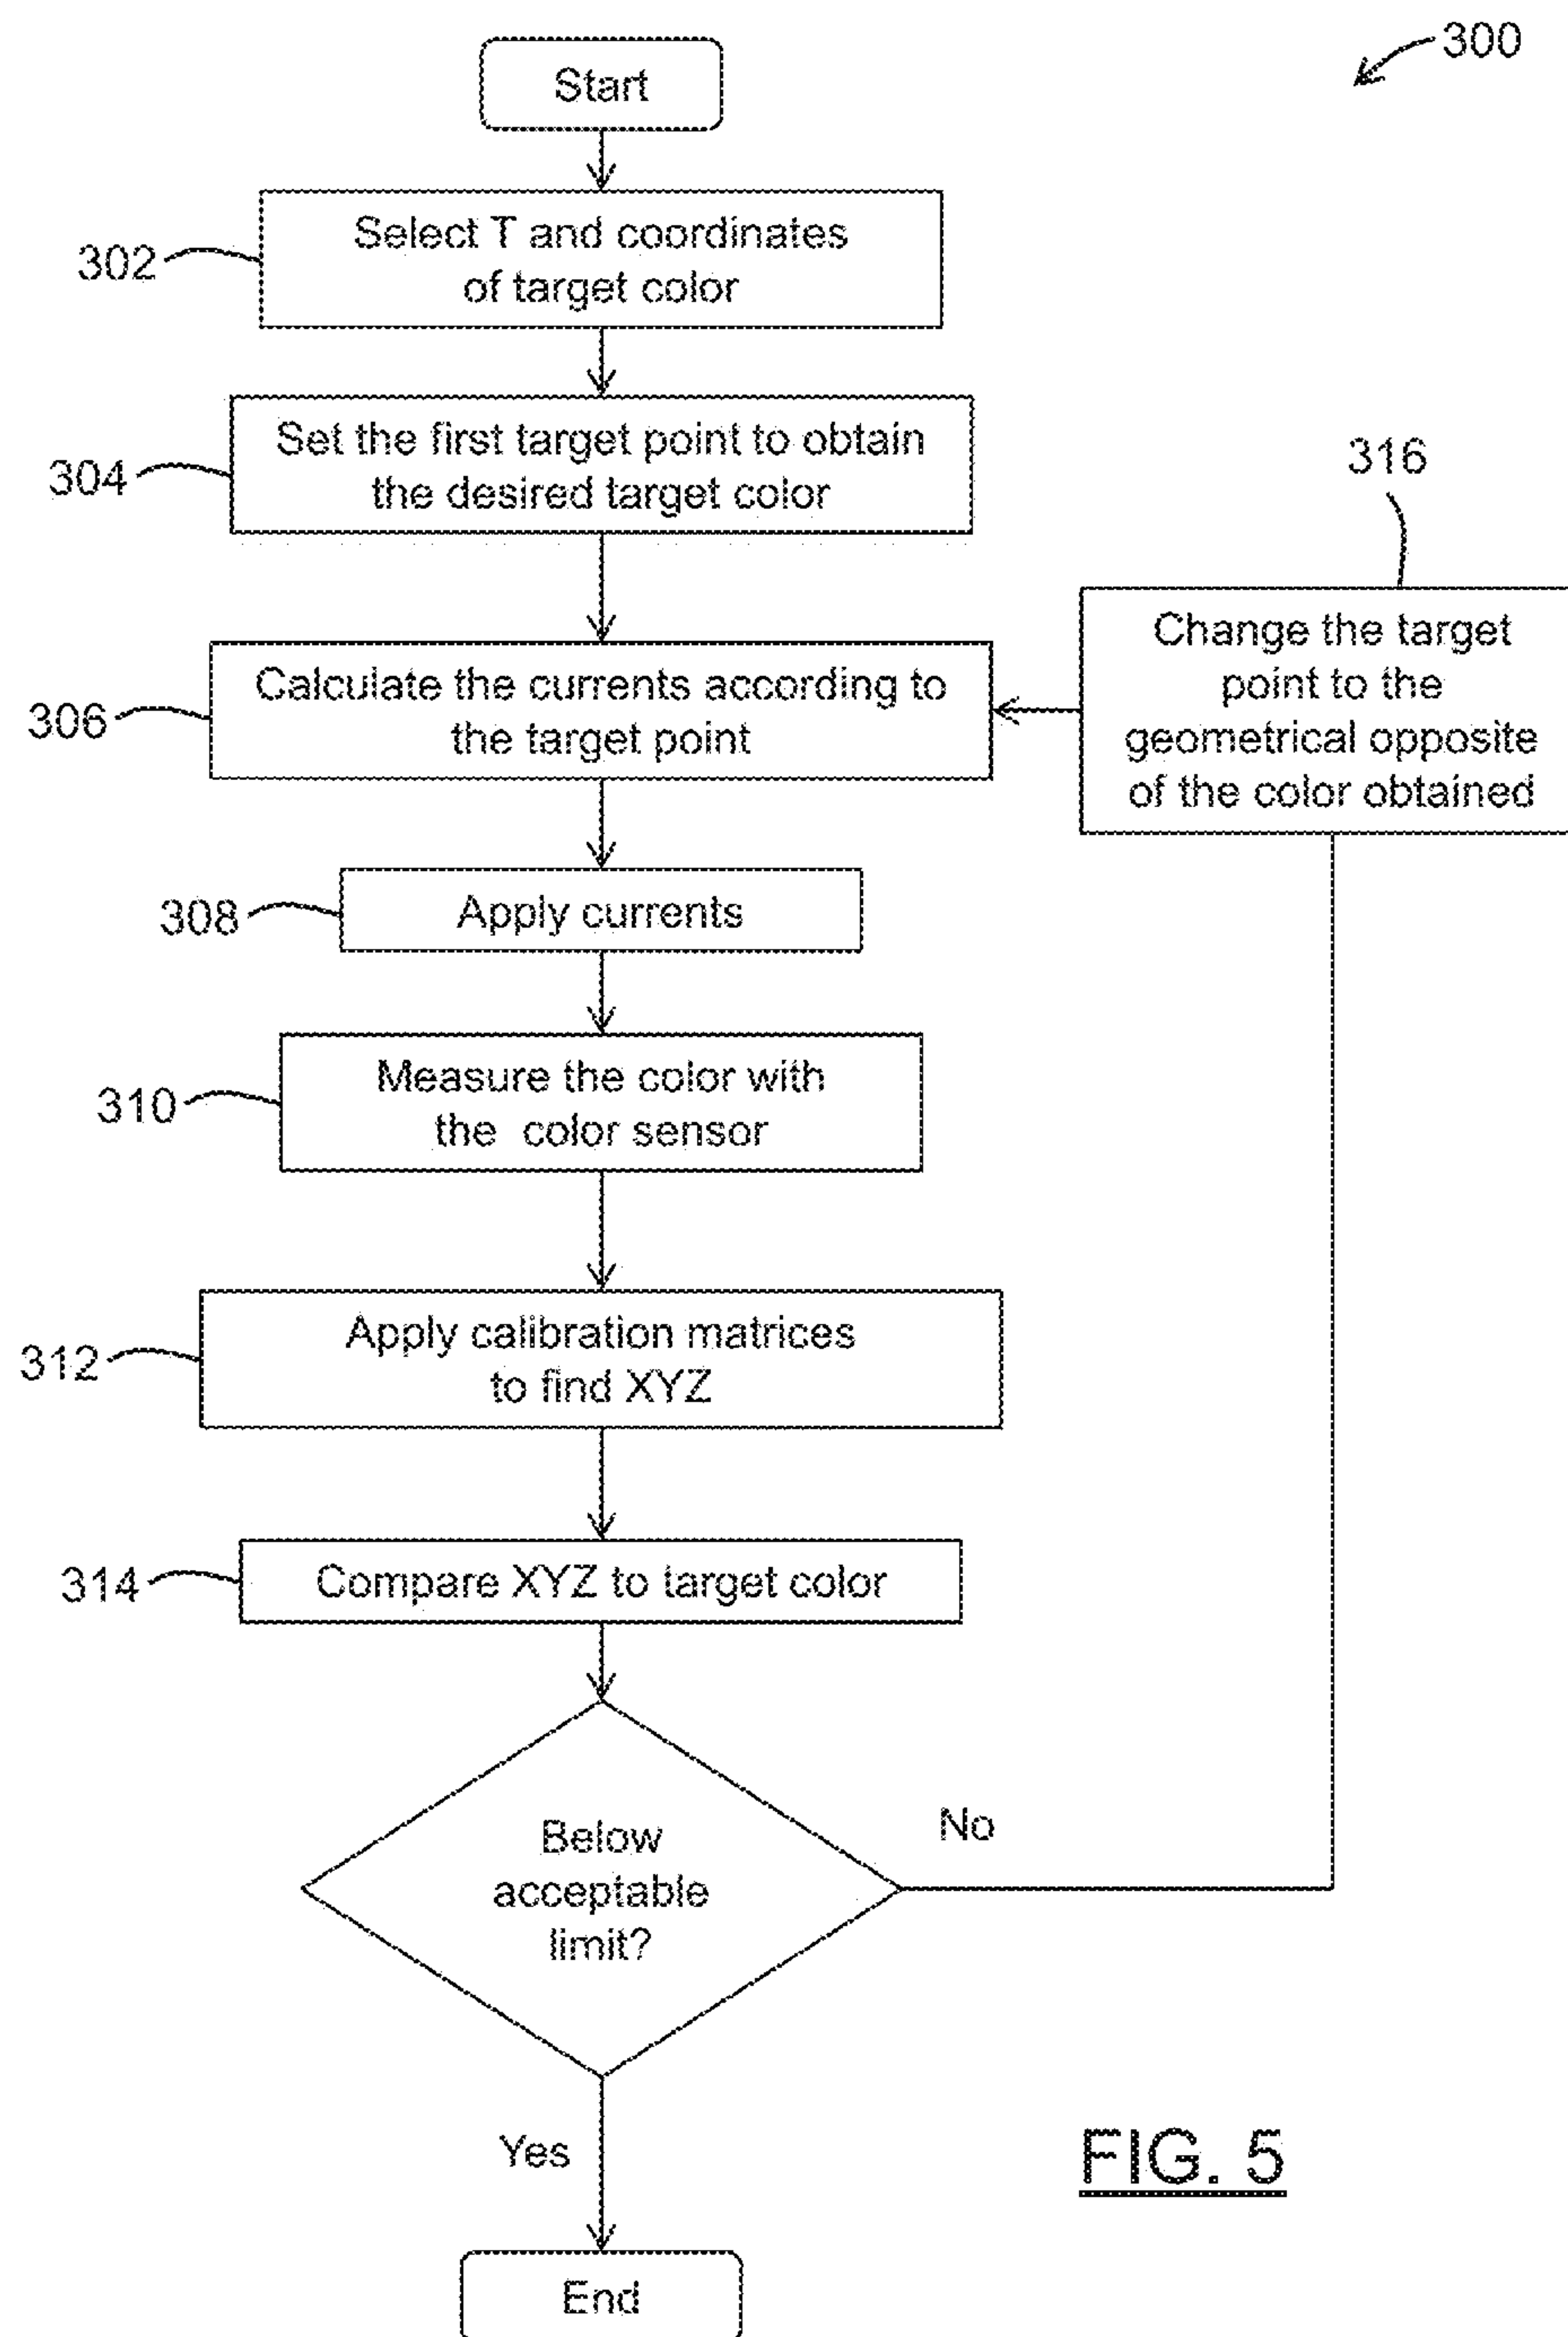 300
Start
302
Select T and coordinates
of target color
304
Set the first target point to obtain
the desired target color
316
Change the target
point to the
geometrical opposite
of the color obtained
306
Calculate the currents according to
the target point
308
Apply currents
310
Measure the color with
the color sensor
312
Apply calibration matrices
to find XYZ
314
Compare XYZ to target color
Below
acceptable
limit?
No
Yes
FIG. 5
End